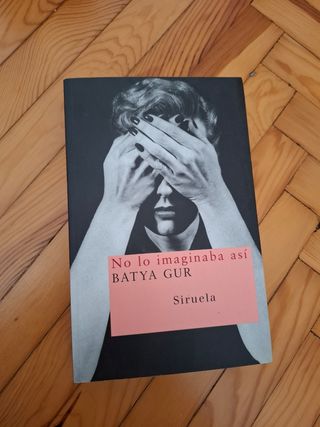 No lo imaginaba así
BATYA GUR
Siruela